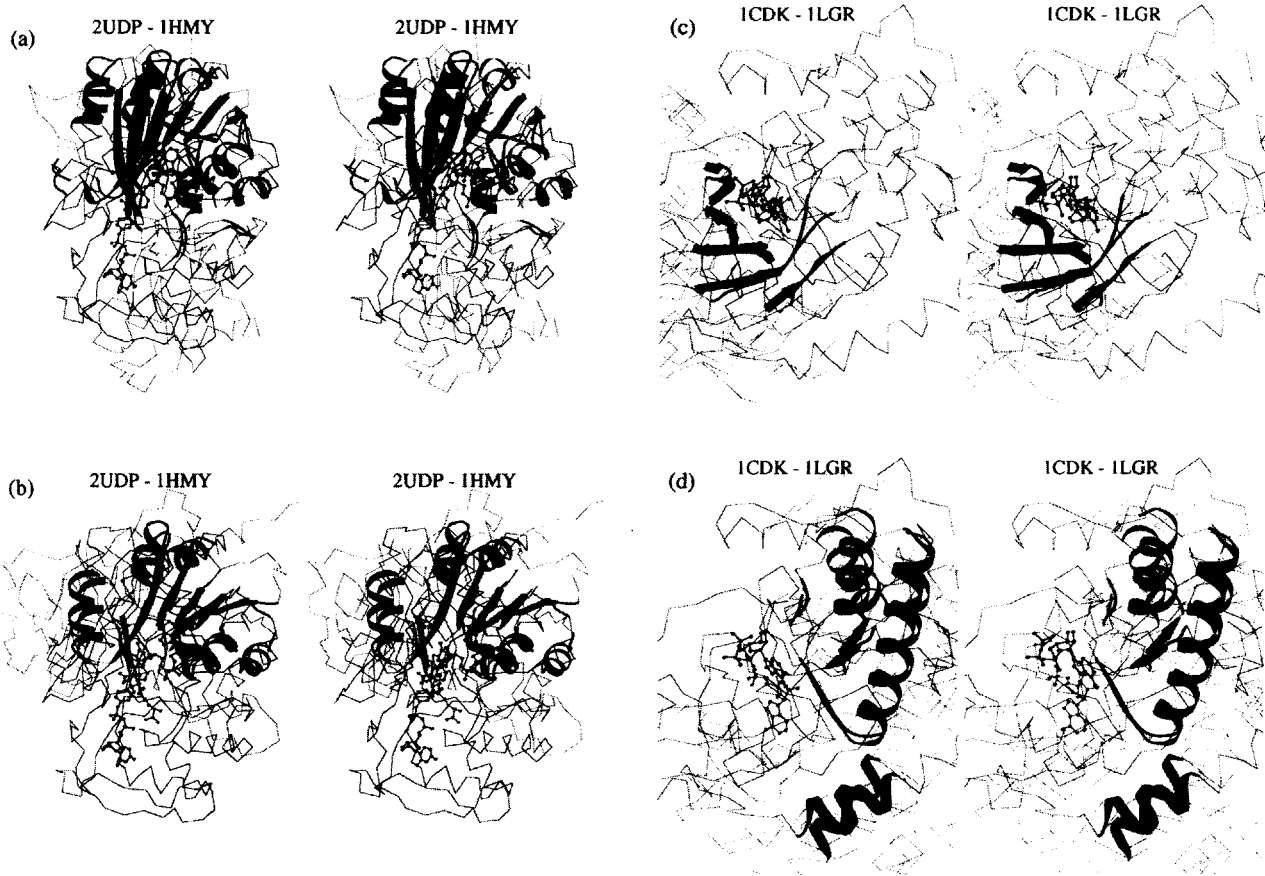 (a)
2UDP - 1HMY
2UDP - 1HMY
(c)
1CDK - 1LGR
1CDK - 1LGR
(b)
2UDP - 1HMY
2UDP - 1HMY
(d)
1CDK - 1LGR
1CDK - 1LGR